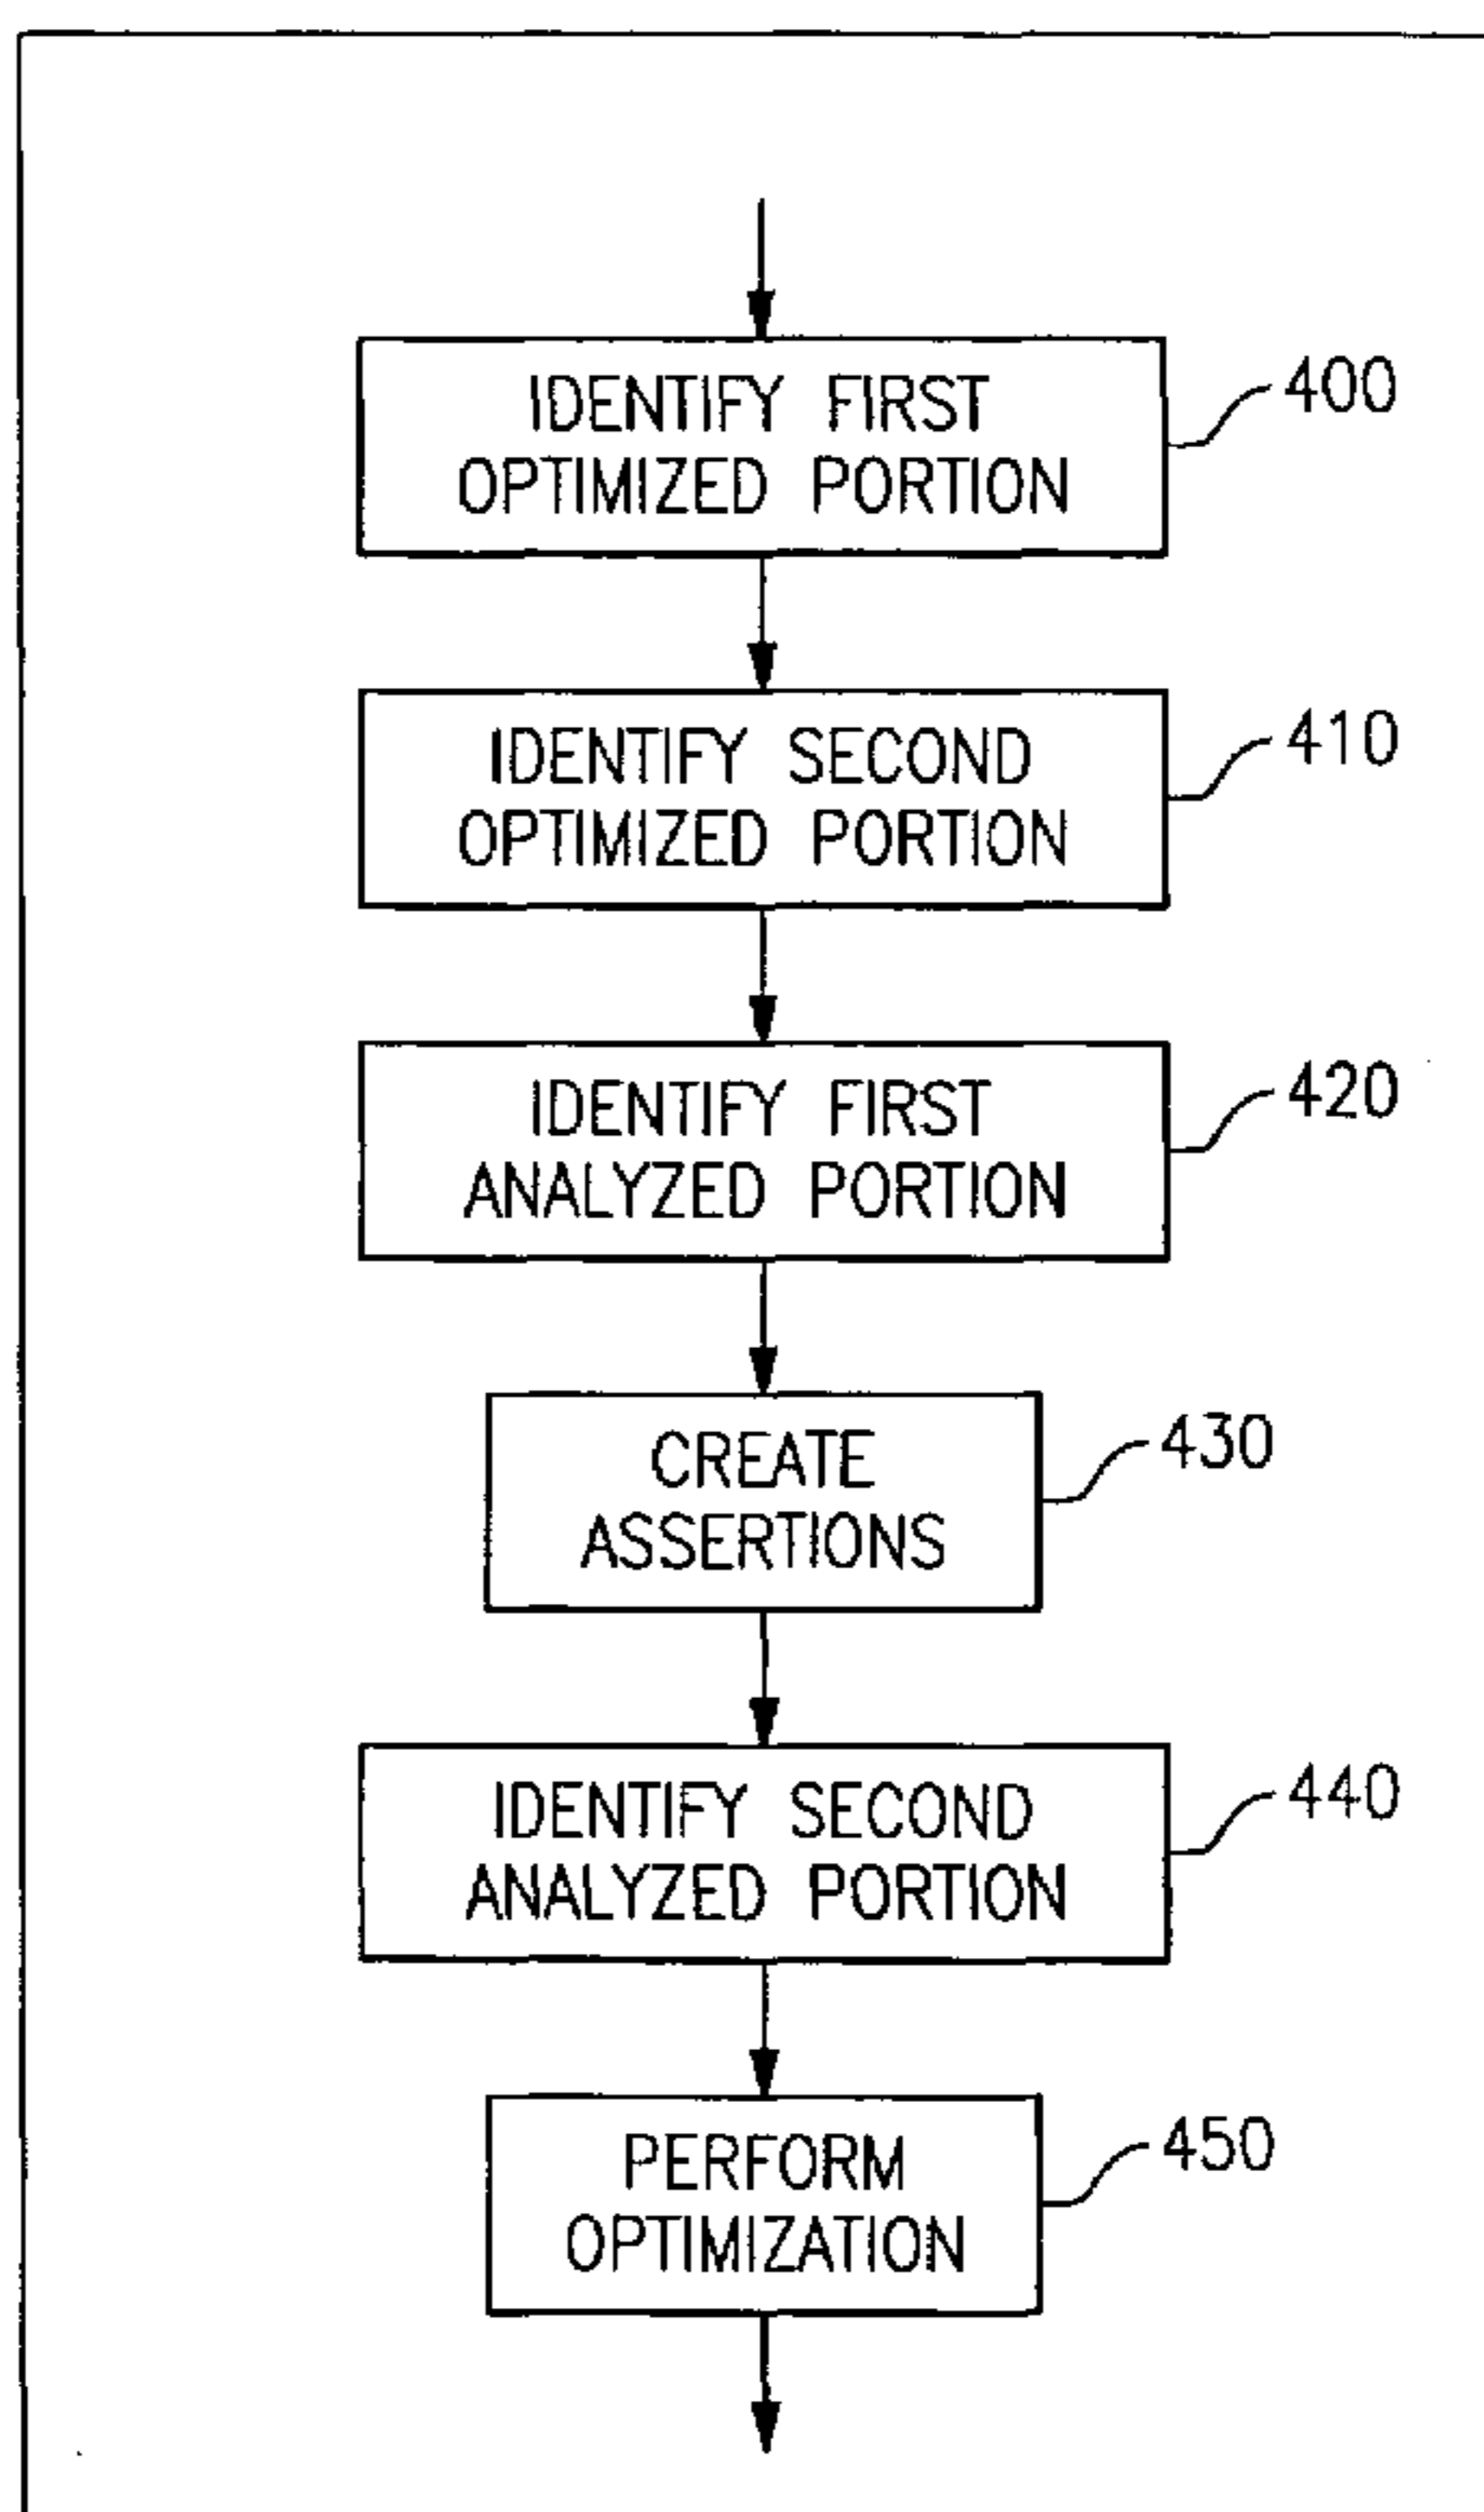 IDENTIFY FIRST
OPTIMIZED PORTION
400
IDENTIFY SECOND
OPTIMIZED PORTION
410
IDENTIFY FIRST
ANALYZED PORTION
420
CREATE
ASSERTIONS
430
IDENTIFY SECOND
ANALYZED PORTION
440
PERFORM
OPTIMIZATION
450